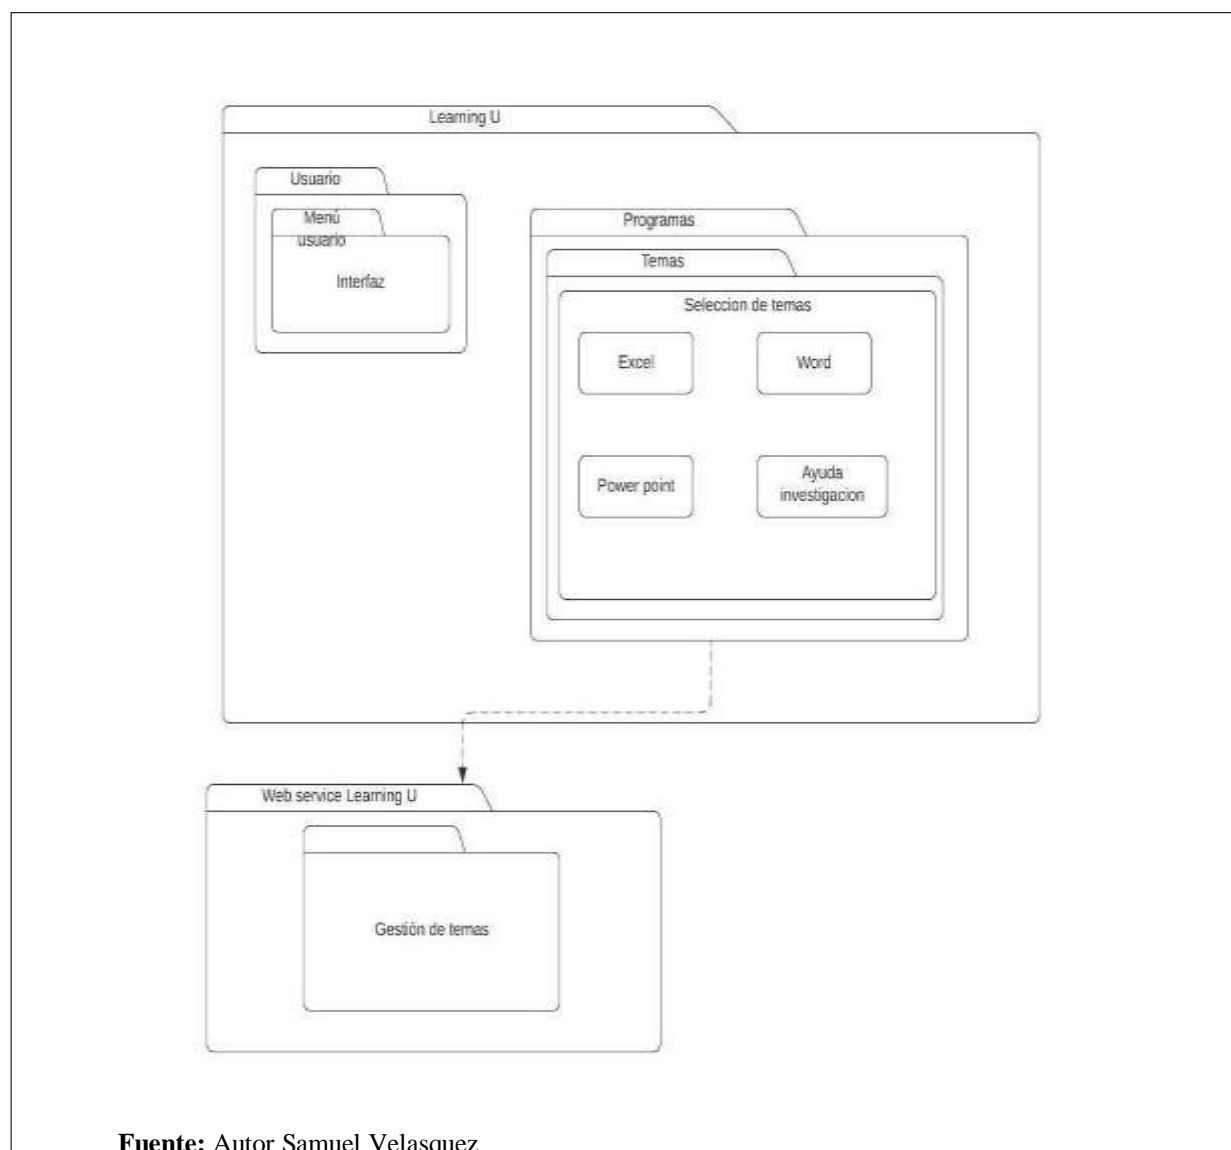 Learning U
Usuario
Menú
usuario
Interfaz
Programas
Temas
Seleccion de temas
Excel
Word
Power point
Ayuda
investigacion
Web service Learning U
Gestión de temas
Fuente: Autor Samuel Velasquez